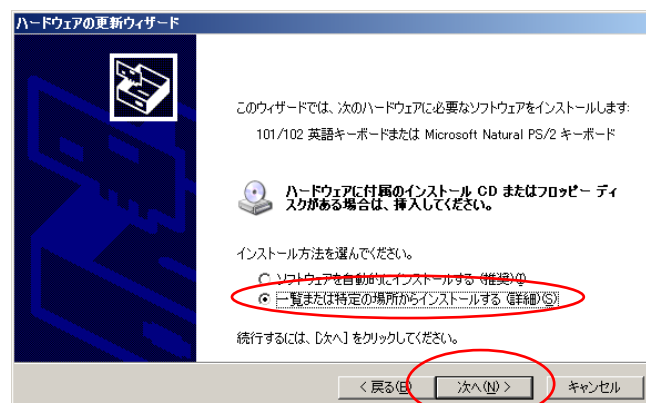 ハードウェアの更新ウィザード
このウィザードでは、次のハードウェアに必要なソフトウェアをインストールします:
101/102 英語キーボードまたは Microsoft Natural PS/2 キーボード
ハードウェアに付属のインストール CD またはフロッピー ディ
スクがある場合は、挿入してください。
インストール方法を選んでください。
ソフトウェアを自動的にインストールする (推奨)(I)
一覧または特定の場所からインストールする (詳細)(S)
続行するには、[次へ] をクリックしてください。
< 戻る(B) 次へ(N) > キャンセル